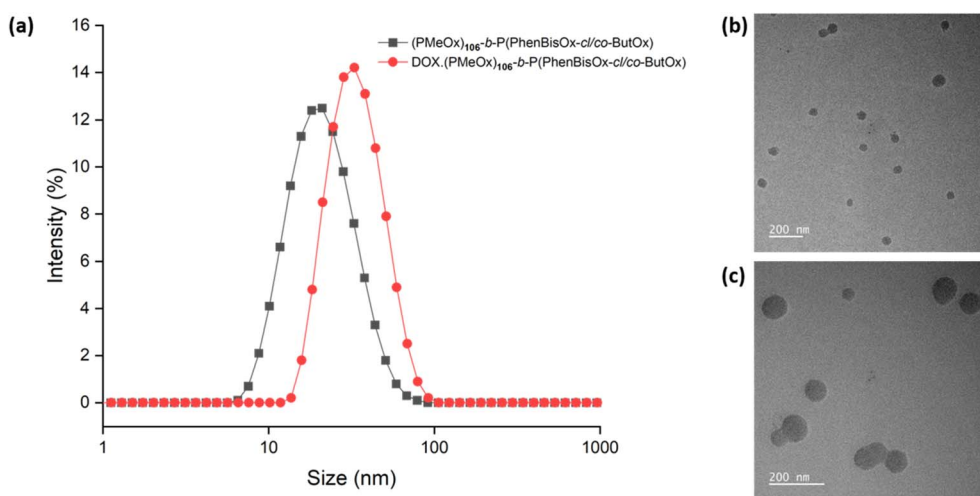 (a)
16
14
12
10
8
6
4
2
0
Intensity (%)
(PMeOx)106-b-P(PhenBisOx-cl/co-ButOx)
DOX.(PMeOx)106-b-P(PhenBisOx-cl/co-ButOx)
1
10
100
1000
Size (nm)
(b)
200 nm
(c)
200 nm